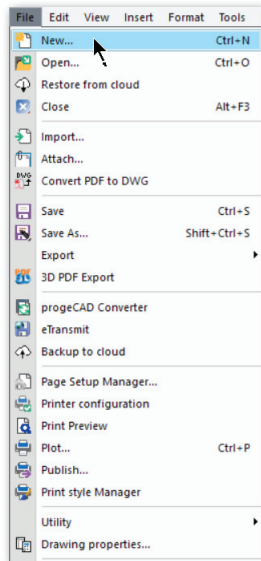 File Edit View Insert Format Tools
New... Ctrl+N
Open... Ctrl+O
Restore from cloud
Close Alt+F3
Import...
Attach...
DWG
Convert PDF to DWG
Save Ctrl+S
Save As... Shift+Ctrl+S
Export
3D PDF Export
progeCAD Converter
eTransmit
Backup to cloud
Page Setup Manager...
Printer configuration
Print Preview
Plot... Ctrl+P
Publish...
Print style Manager
Utility
Drawing properties...